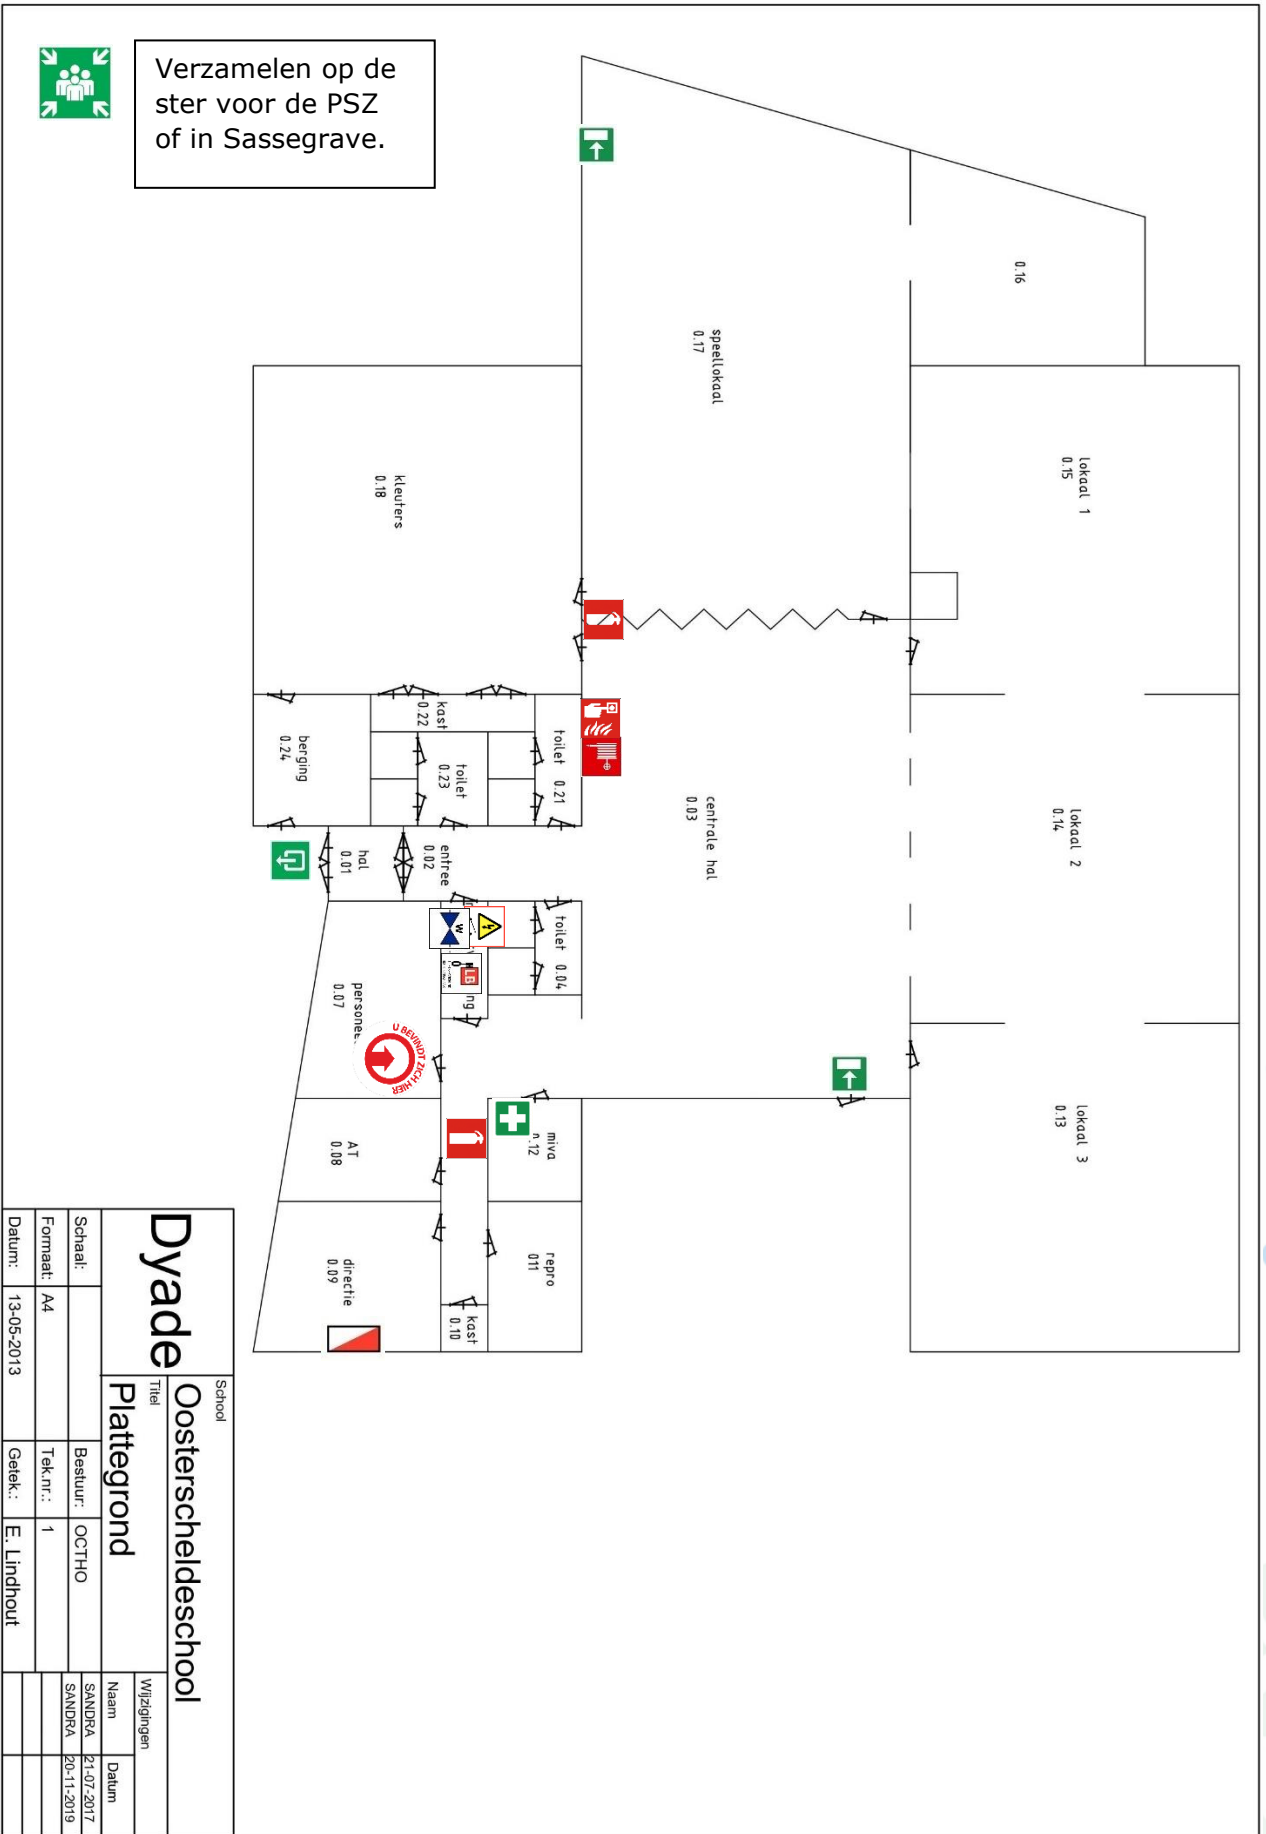 Verzamelen op de
ster voor de PSZ
of in Sassegrave.
0.16
speellokaal
0.17
lokaal 1
0.15
kleuters
0.18
kast
0.22
toilet 0.21
toilet
0.23
berging
0.24
centrale hal
0.03
lokaal 2
0.14
hal
0.01
entree
0.02
toilet 0.04
W
LB
ng
0.07
U BEVINDT ZICH HIER
lokaal 3
0.13
miva
AT
0.08
repro
011
directie
0.09
kast
0.10
Dyade
School
Oosterscheldeschool
Titel
Plattegrond
Wijzigingen
Naam Datum
SANDRA 21-07-2017
SANDRA 20-11-2019
Schaal:
Bestuur: OCTHO
Formaat: A4
Tek.nr.: 1
Datum: 13-05-2013
Getek.: E. Lindhout